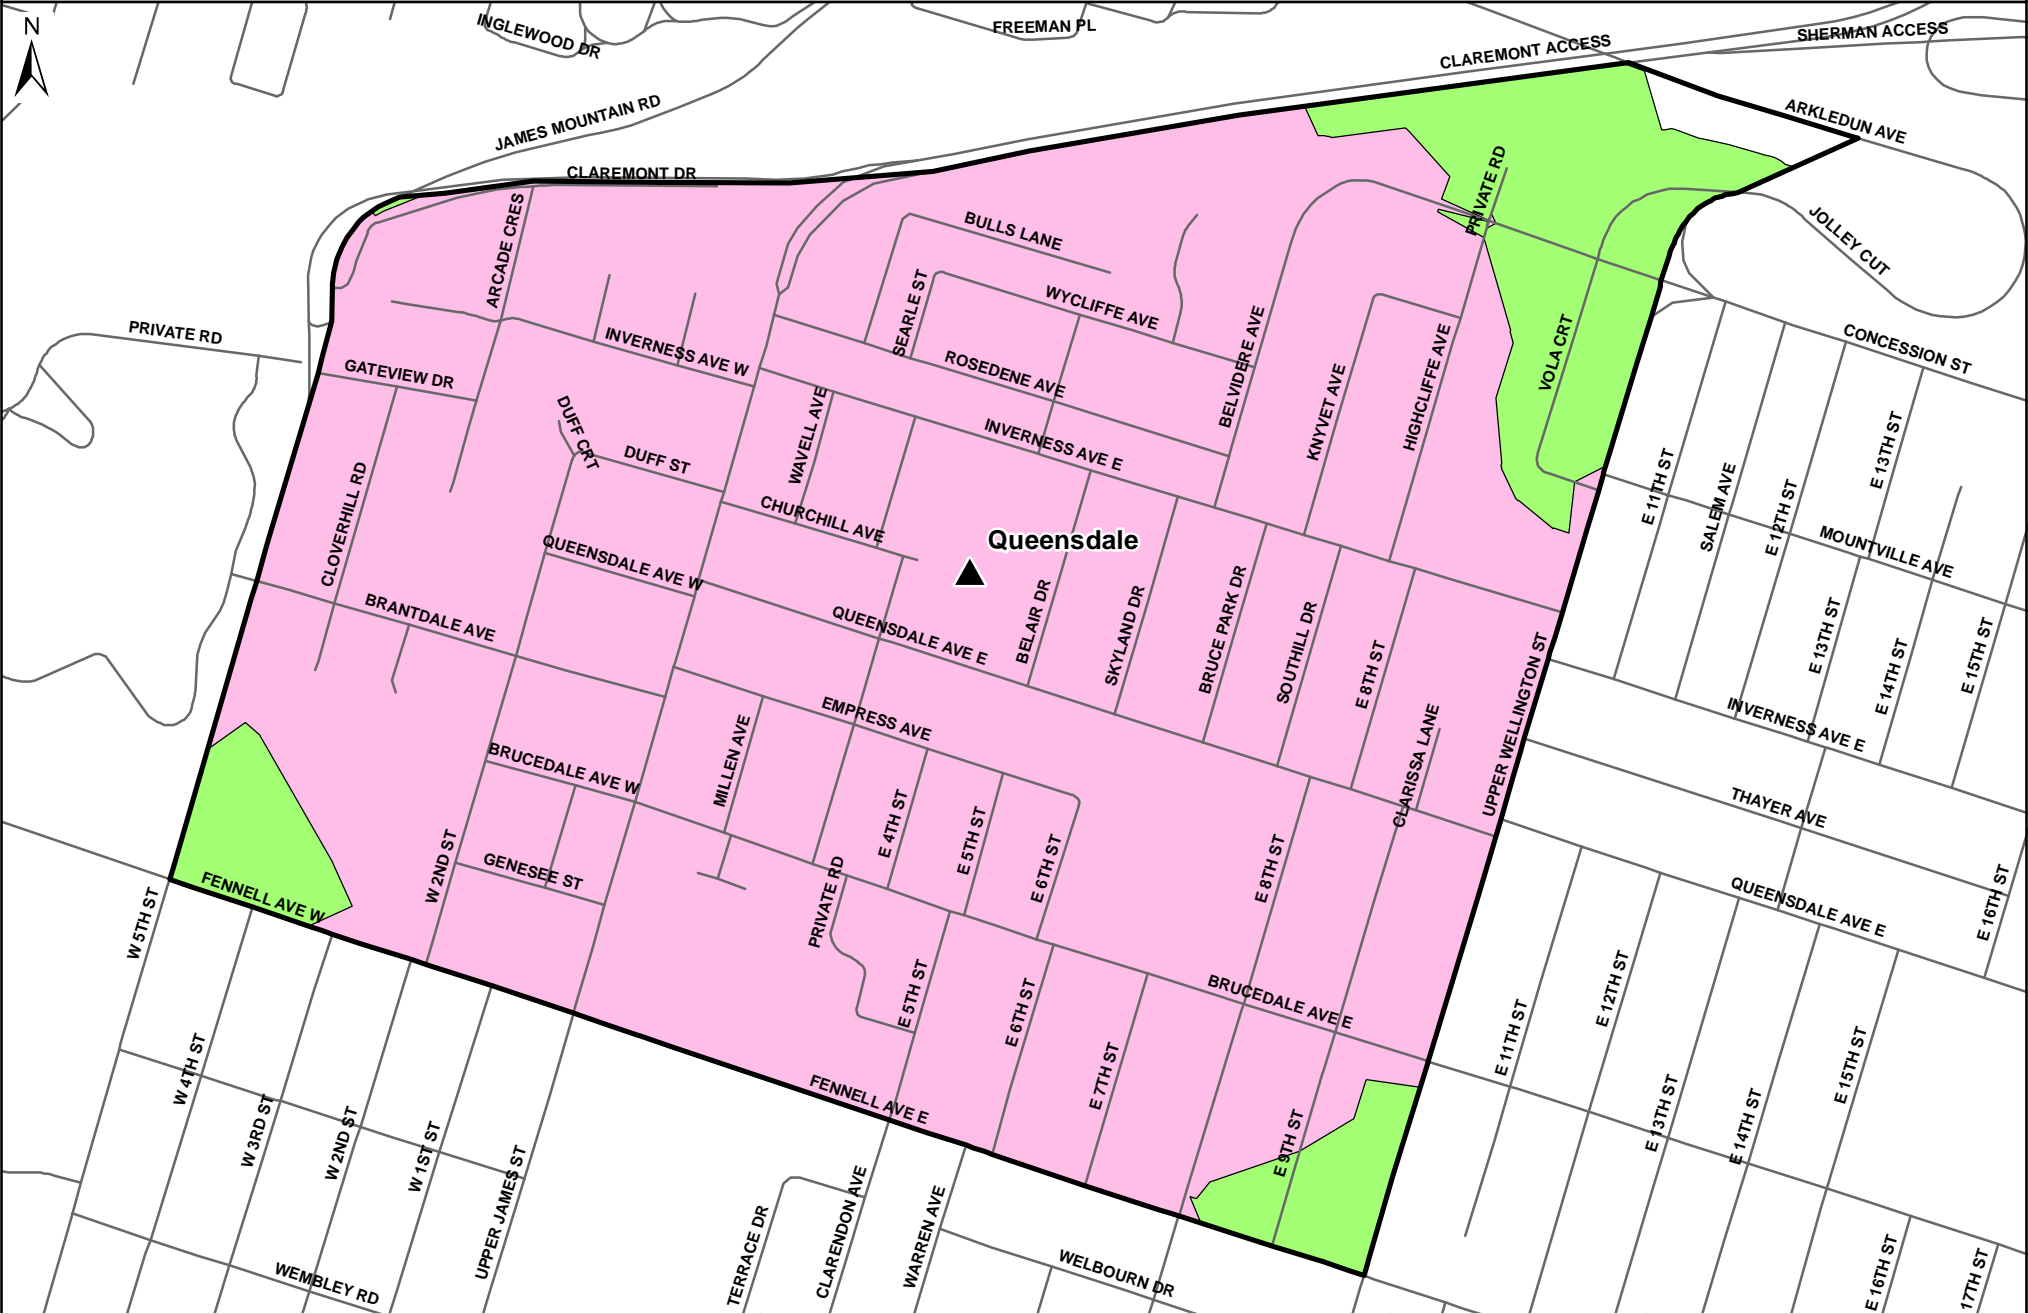 N
INGLEWOOD DR
FREEMAN PL
CLAREMONT ACCESS
SHERMAN ACCESS
JAMES MOUNTAIN RD
ARKLEDUN AVE
CLAREMONT DR
PRIVATE RD
ARCADE CRES
BULLS LANE
JOLLEY CUT
SEARLE ST
WYCLIFFE AVE
PRIVATE RD
INVERNESS AVE W
BELVIDERE AVE
VOLA CRT
CONCESSION ST
GATEVIEW DR
ROSEDENE AVE
KNYVET AVE
HIGHCLIFFE AVE
DUFF CRT
WAVELL AVE
INVERNESS AVE E
E 13TH ST
DUFF ST
E 11TH ST
SALEM AVE
E 12TH ST
CLOVERHILL RD
CHURCHILL AVE
Queensdale
MOUNTVILLE AVE
QUEENSDALE AVE W
BRANTDALE AVE
QUEENSDALE AVE E
BELAIR DR
SKYLAND DR
BRUCE PARK DR
SOUTHILL DR
E 8TH ST
UPPER WELLINGTON ST
E 13TH ST
E 14TH ST
E 15TH ST
EMPRESS AVE
CLARISSA LANE
INVERNESS AVE E
BRUCEDALE AVE W
MILLEN AVE
THAYER AVE
W 2ND ST
GENESEE ST
E 4TH ST
E 5TH ST
E 6TH ST
E 8TH ST
QUEENSDALE AVE E
E 16TH ST
FENNELL AVE W
W 5TH ST
PRIVATE RD
E 5TH ST
E 6TH ST
BRUCEDALE AVE E
E 11TH ST
E 12TH ST
W 4TH ST
W 3RD ST
W 2ND ST
W 1ST ST
FENNELL AVE E
E 7TH ST
E 9TH ST
E 13TH ST
E 14TH ST
E 15TH ST
UPPER JAMES ST
WEMBLEY RD
TERRACE DR
CLARENDON AVE
WARREN AVE
WELBOURN DR
E 16TH ST
17TH ST